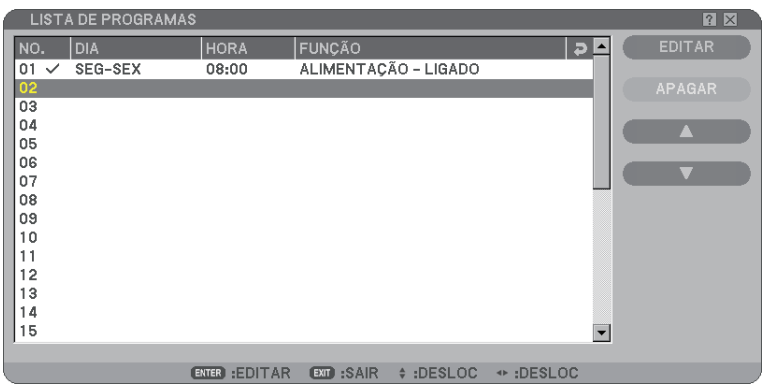 LISTA DE PROGRAMAS
NO. DIA HORA FUNÇÃO
EDITAR
01 ✓ SEG-SEX 08:00 ALIMENTAÇÃO - LIGADO
02
APAGAR
03
04
05
06
07
08
09
10
11
12
13
14
15
ENTER :EDITAR EXIT :SAIR :DESLOC :DESLOC